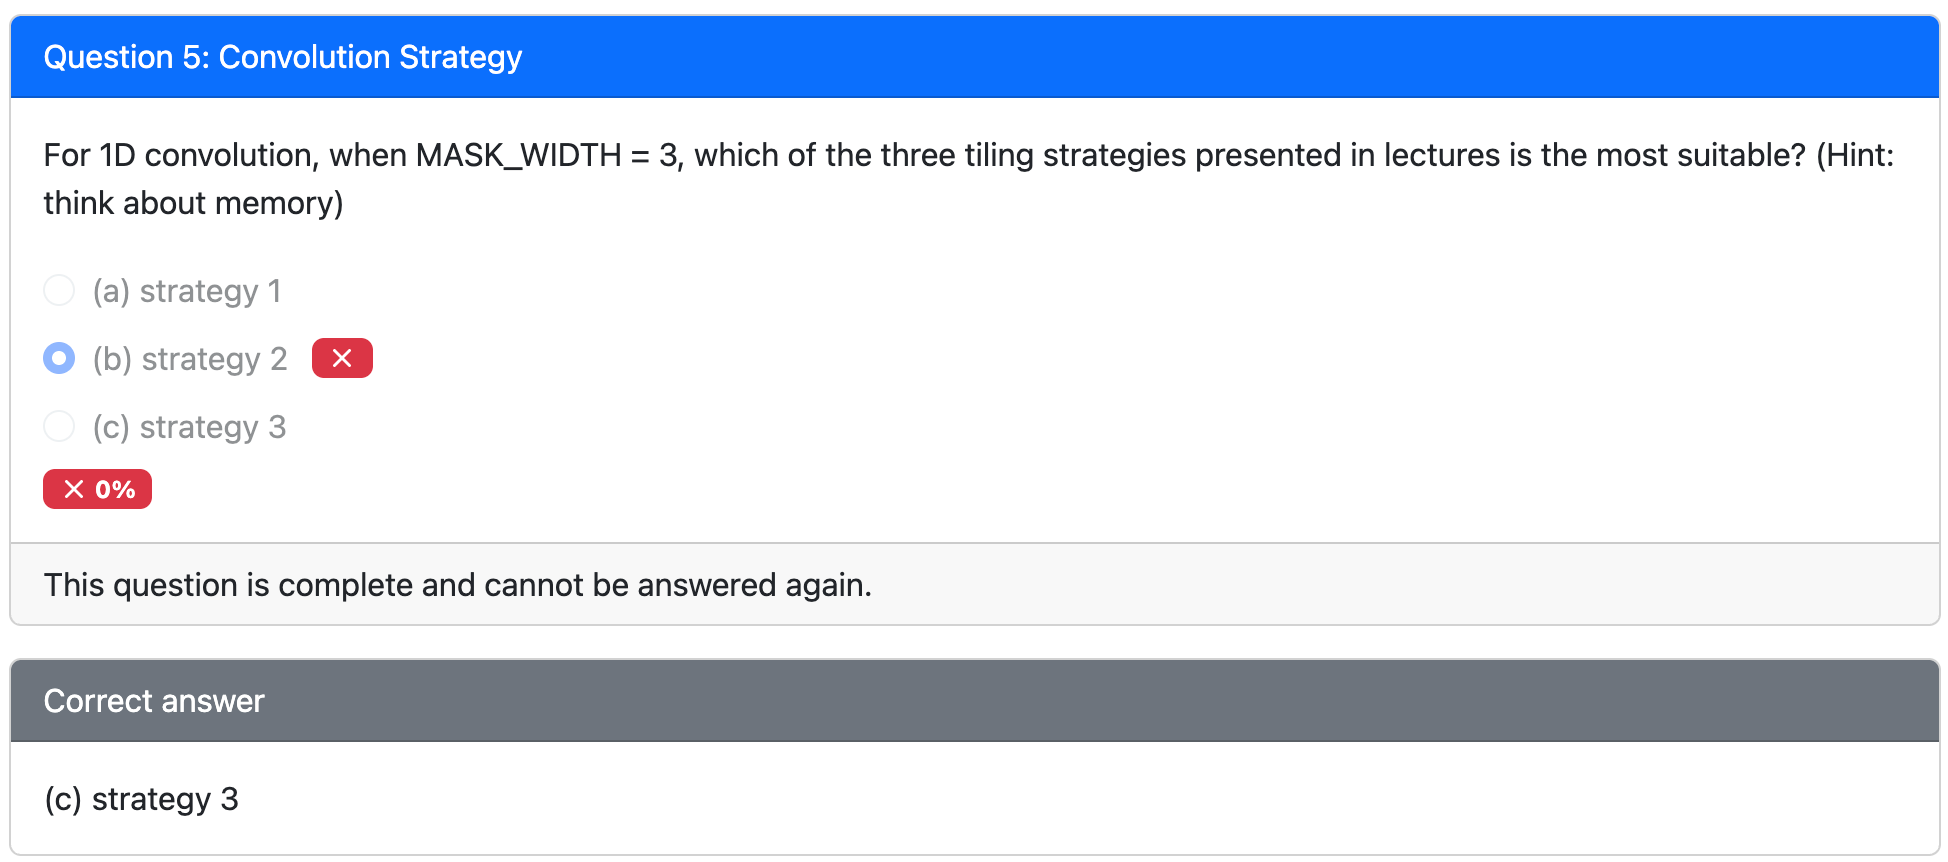 Question 5: Convolution Strategy
For 1D convolution, when MASK_WIDTH = 3, which of the three tiling strategies presented in lectures is the most suitable? (Hint:
think about memory)
(a) strategy 1
(b) strategy 2
(c) strategy 3
0%
This question is complete and cannot be answered again.
Correct answer
(c) strategy 3